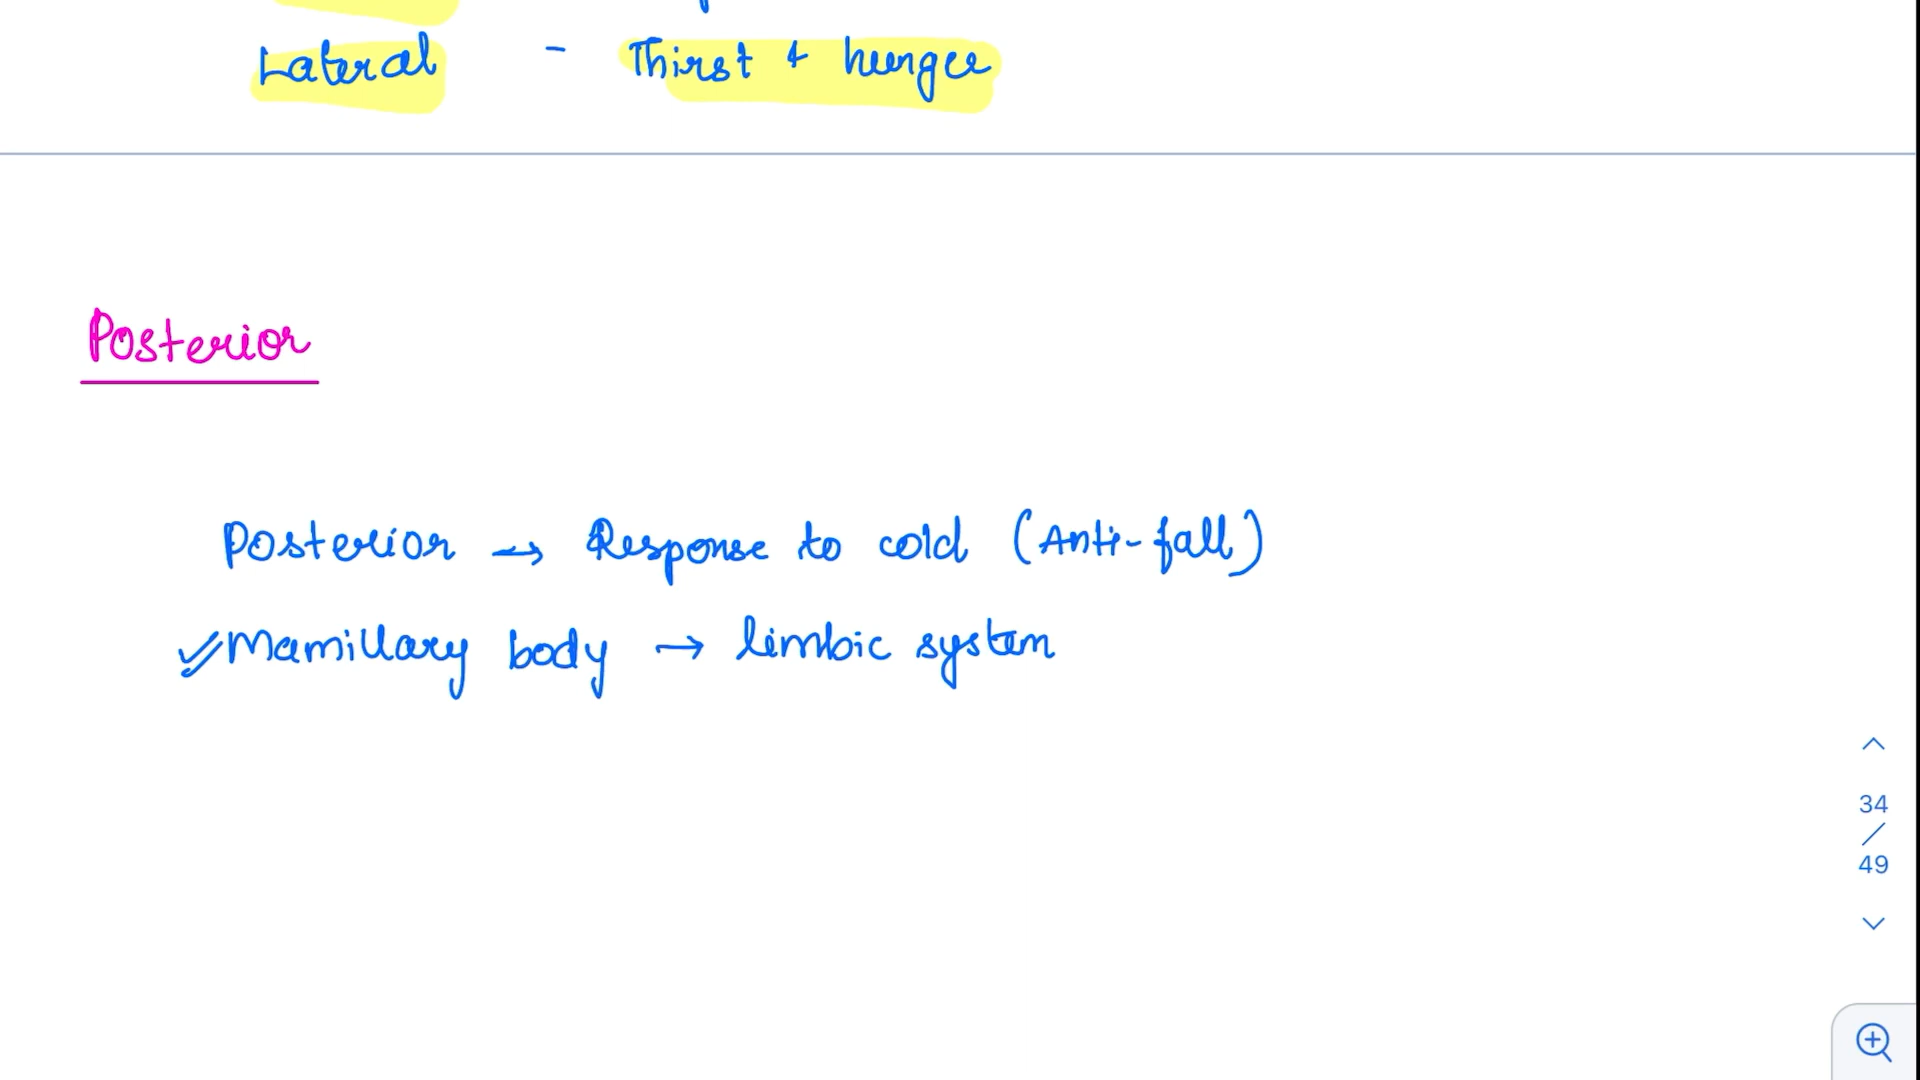 Lateral - Thirst & hunger
Posterior
Posterior → Response to cold (Anti-fall)
Mamillary body → limbic system
34
/
49